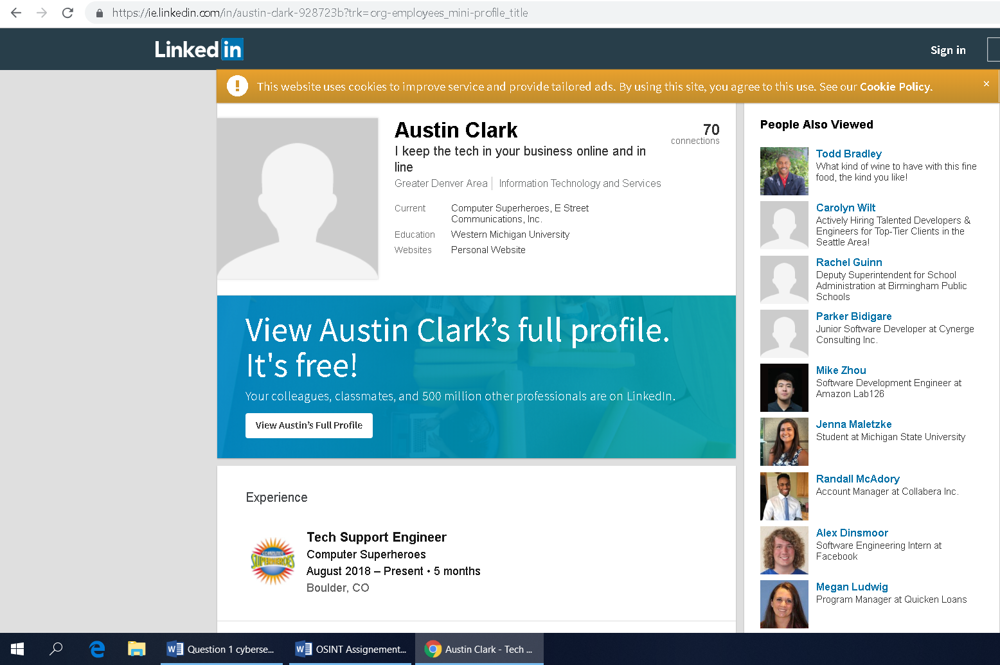 https://ie.linkedin.com/in/austin-clark-928723b?trk=org-employees_mini-profile_title
Linked in
Sign in
This website uses cookies to improve service and provide tailored ads. By using this site, you agree to this use. See our Cookie Policy.
×
Austin Clark
70
connections
I keep the tech in your business online and in
line
Greater Denver Area
Information Technology and Services
Current
Computer Superheroes, E Street
Communications, Inc.
Education
Western Michigan University
Websites
Personal Website
View Austin Clark's full profile.
It's free!
Your colleagues, classmates, and 500 million other professionals are on LinkedIn.
View Austin's Full Profile
Experience
COMPUTER
SUPERHEROES
Tech Support Engineer
Computer Superheroes
August 2018 – Present • 5 months
Boulder, CO
People Also Viewed
Todd Bradley
What kind of wine to have with this fine
food, the kind you like!
Carolyn Wilt
Actively Hiring Talented Developers &
Engineers for Top-Tier Clients in the
Seattle Area!
Rachel Guinn
Deputy Superintendent for School
Administration at Birmingham Public
Schools
Parker Bidigare
Junior Software Developer at Cynerge
Consulting Inc.
Mike Zhou
Software Development Engineer at
Amazon Lab126
Jenna Maletzke
Student at Michigan State University
Randall McAdory
Account Manager at Collabera Inc.
Alex Dinsmoor
Software Engineering Intern at
Facebook
Megan Ludwig
Program Manager at Quicken Loans
Question 1 cyberse...
OSINT Assignement...
Austin Clark - Tech ...